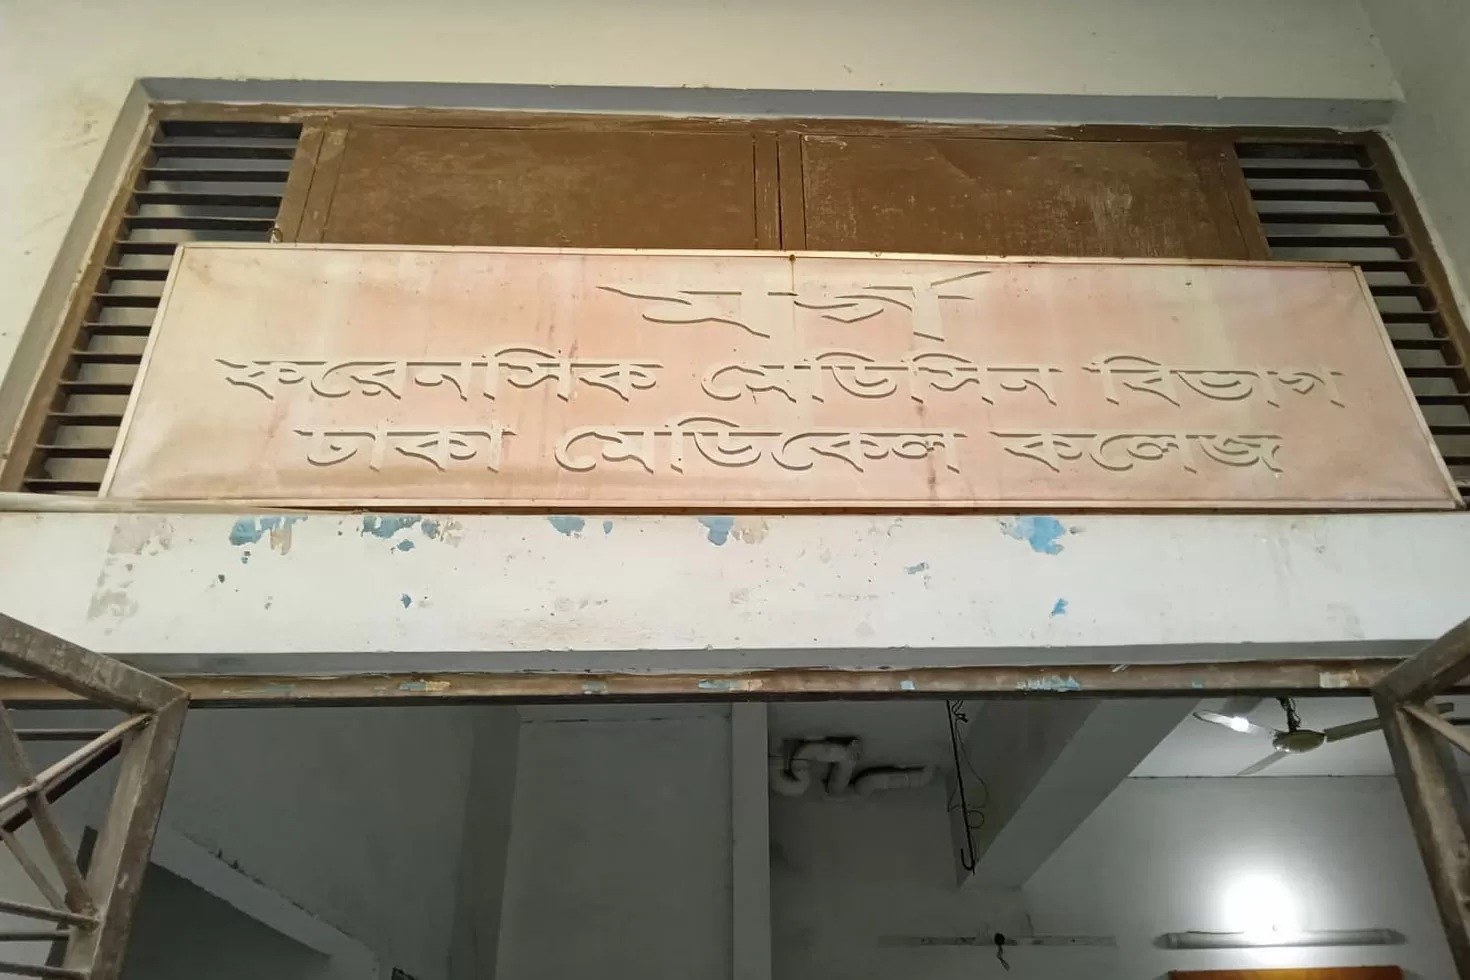 মর্গ
ফরেনসিক মেডিসিন বিভাগ
ঢাকা মেডিকেল কলেজ